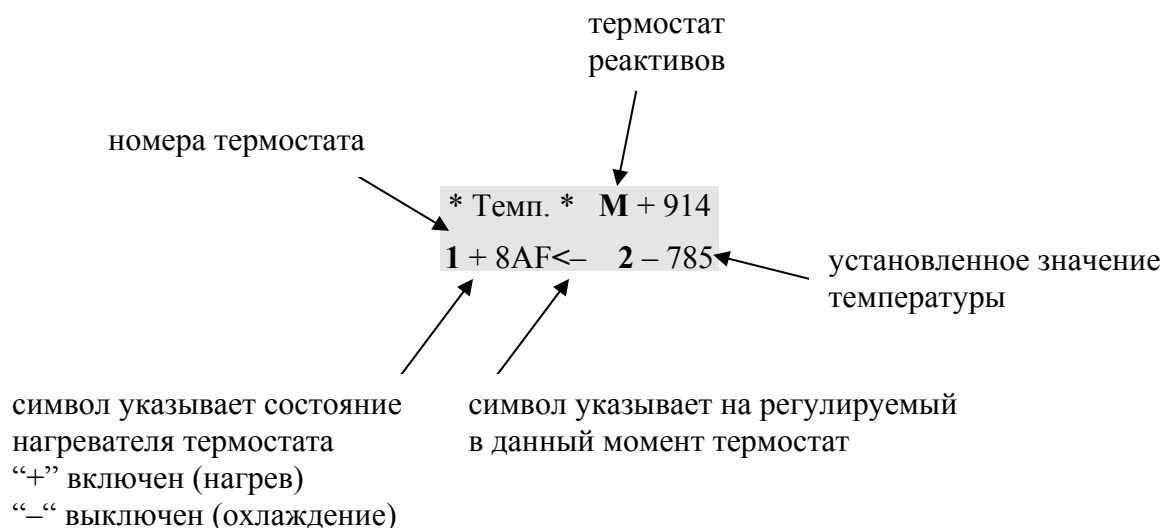 термостат
реактивов
номера термостата
* Темп. * М + 914
1 + 8AF<– 2 – 785
установленное значение
температуры
символ указывает состояние
нагревателя термостата
“+” включен (нагрев)
“–“ выключен (охлаждение)
символ указывает на регулируемый
в данный момент термостат